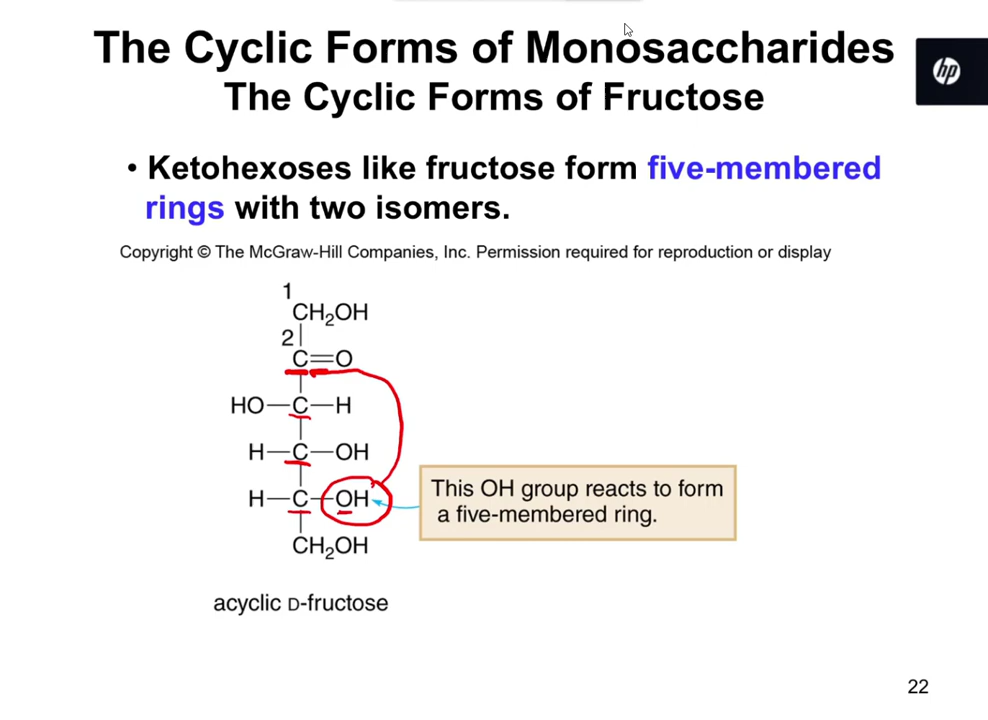 The Cyclic Forms of Monosaccharides
The Cyclic Forms of Fructose
hp
• Ketohexoses like fructose form five-membered
rings with two isomers.
Copyright © The McGraw-Hill Companies, Inc. Permission required for reproduction or display
1
CH₂OH
2
C=O
HO—C—H
H—C—OH
H—C—OH
This OH group reacts to form
a five-membered ring.
CH₂OH
acyclic D-fructose
22